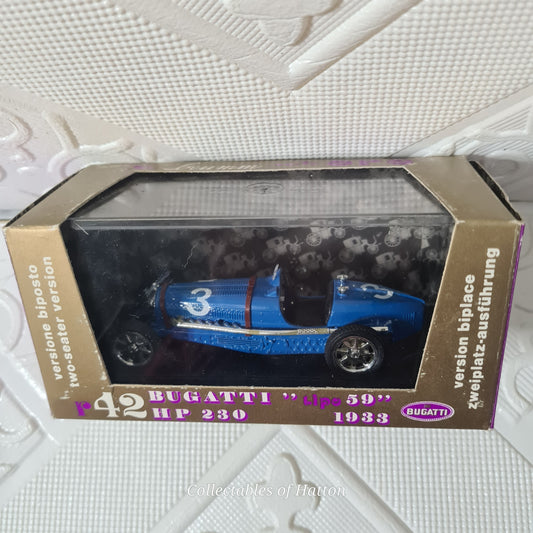 versione biposto
two-seater version
3
3
version biplace
zweiplatz-ausführung
r42 BUGATTI "tipo 59"
HP 230 1933
BUGATTI
Collectables of Hatton